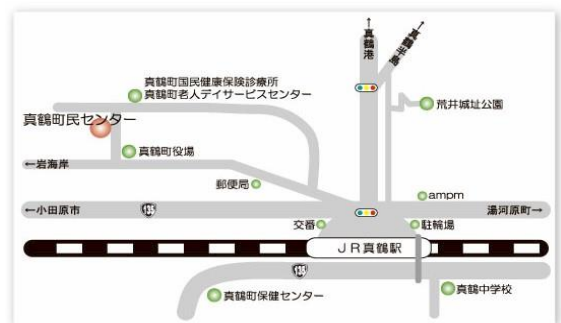 →真鶴港
→真鶴半島
真鶴町国民健康保険診療所
真鶴町老人デイサービスセンター
荒井城址公園
真鶴町民センター
真鶴町役場
←岩海岸
郵便局
ampm
←小田原市
135
湯河原町→
交番
駐輪場
JR真鶴駅
135
真鶴町保健センター
真鶴中学校